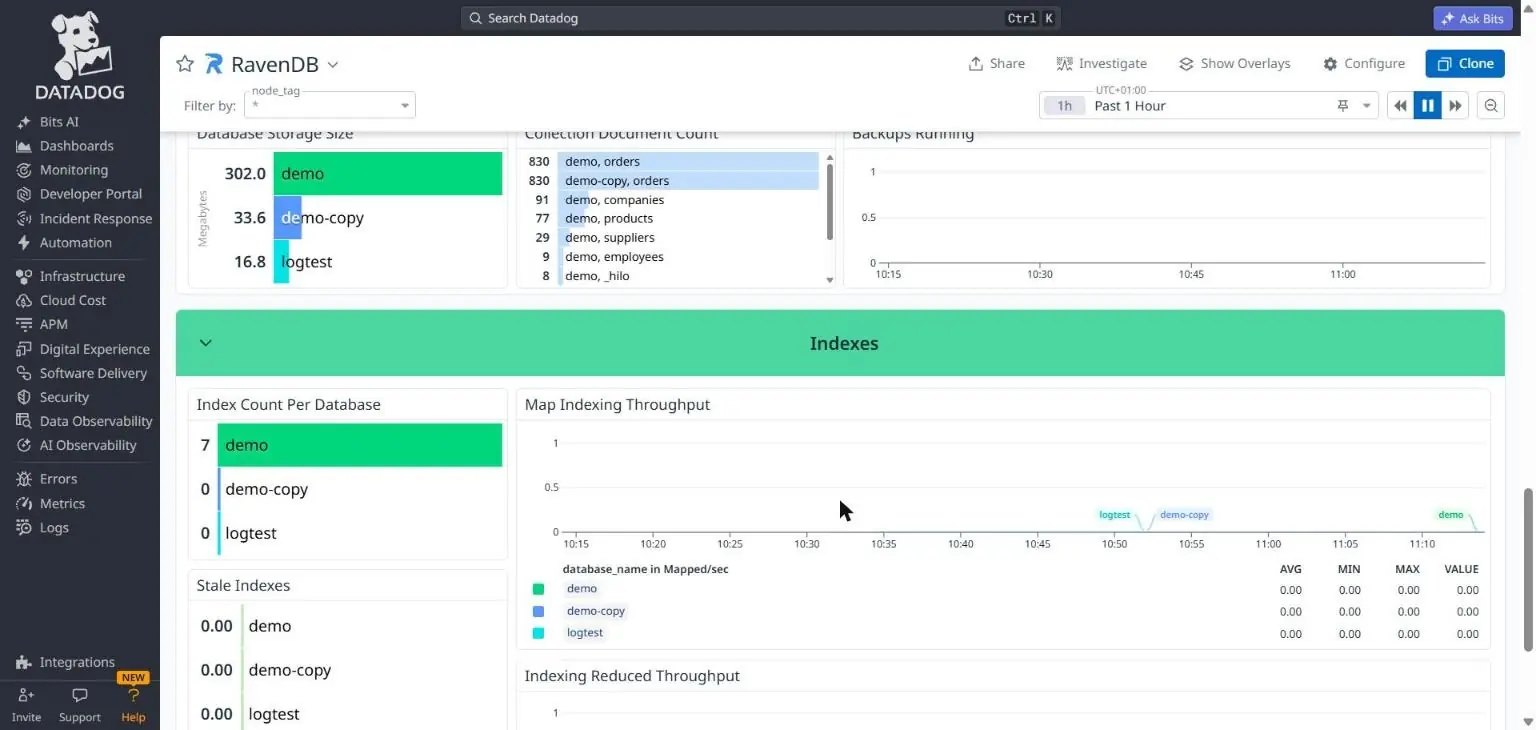 Search Datadog Ctrl K
Ask Bits
DATADOG
Bits AI
Dashboards
Monitoring
Developer Portal
Incident Response
Automation
Infrastructure
Cloud Cost
APM
Digital Experience
Software Delivery
Security
Data Observability
AI Observability
Errors
Metrics
Logs
Integrations
NEW
Invite Support Help
RavenDB
Share Investigate Show Overlays Configure Clone
Filter by: node_tag *
UTC+01:00
1h Past 1 Hour
Database Storage Size
Megabytes
302.0 demo
33.6 demo-copy
16.8 logtest
Collection Document Count
830 demo, orders
830 demo-copy, orders
91 demo, companies
77 demo, products
29 demo, suppliers
9 demo, employees
8 demo, _hilo
Backups Running
1
0.5
0
10:15 10:30 10:45 11:00
Indexes
Index Count Per Database
7 demo
0 demo-copy
0 logtest
Stale Indexes
0.00 demo
0.00 demo-copy
0.00 logtest
Map Indexing Throughput
1
0.5
0
logtest demo-copy demo
10:15 10:20 10:25 10:30 10:35 10:40 10:45 10:50 10:55 11:00 11:05 11:10
database_name in Mapped/sec AVG MIN MAX VALUE
demo 0.00 0.00 0.00 0.00
demo-copy 0.00 0.00 0.00 0.00
logtest 0.00 0.00 0.00 0.00
Indexing Reduced Throughput
1